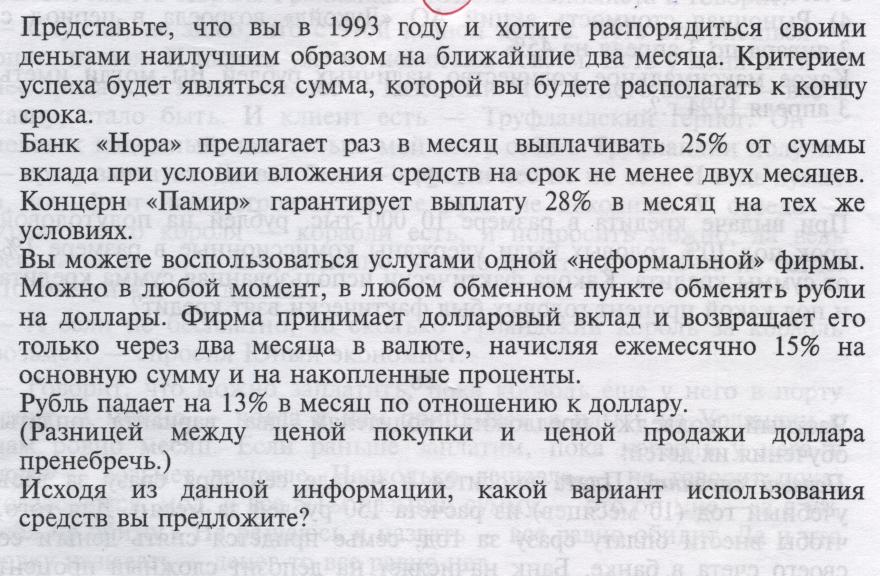 Представьте, что вы в 1993 году и хотите распорядиться своими
деньгами наилучшим образом на ближайшие два месяца. Критерием
успеха будет являться сумма, которой вы будете располагать к концу
срока.
Банк «Нора» предлагает раз в месяц выплачивать 25% от суммы
вклада при условии вложения средств на срок не менее двух месяцев.
Концерн «Памир» гарантирует выплату 28% в месяц на тех же
условиях.
Вы можете воспользоваться услугами одной «неформальной» фирмы.
Можно в любой момент, в любом обменном пункте обменять рубли
на доллары. Фирма принимает долларовый вклад и возвращает его
только через два месяца в валюте, начисляя ежемесячно 15% на
основную сумму и на накопленные проценты.
Рубль падает на 13% в месяц по отношению к доллару.
(Разницей между ценой покупки и ценой продажи доллара
пренебречь.)
Исходя из данной информации, какой вариант использования
средств вы предложите?